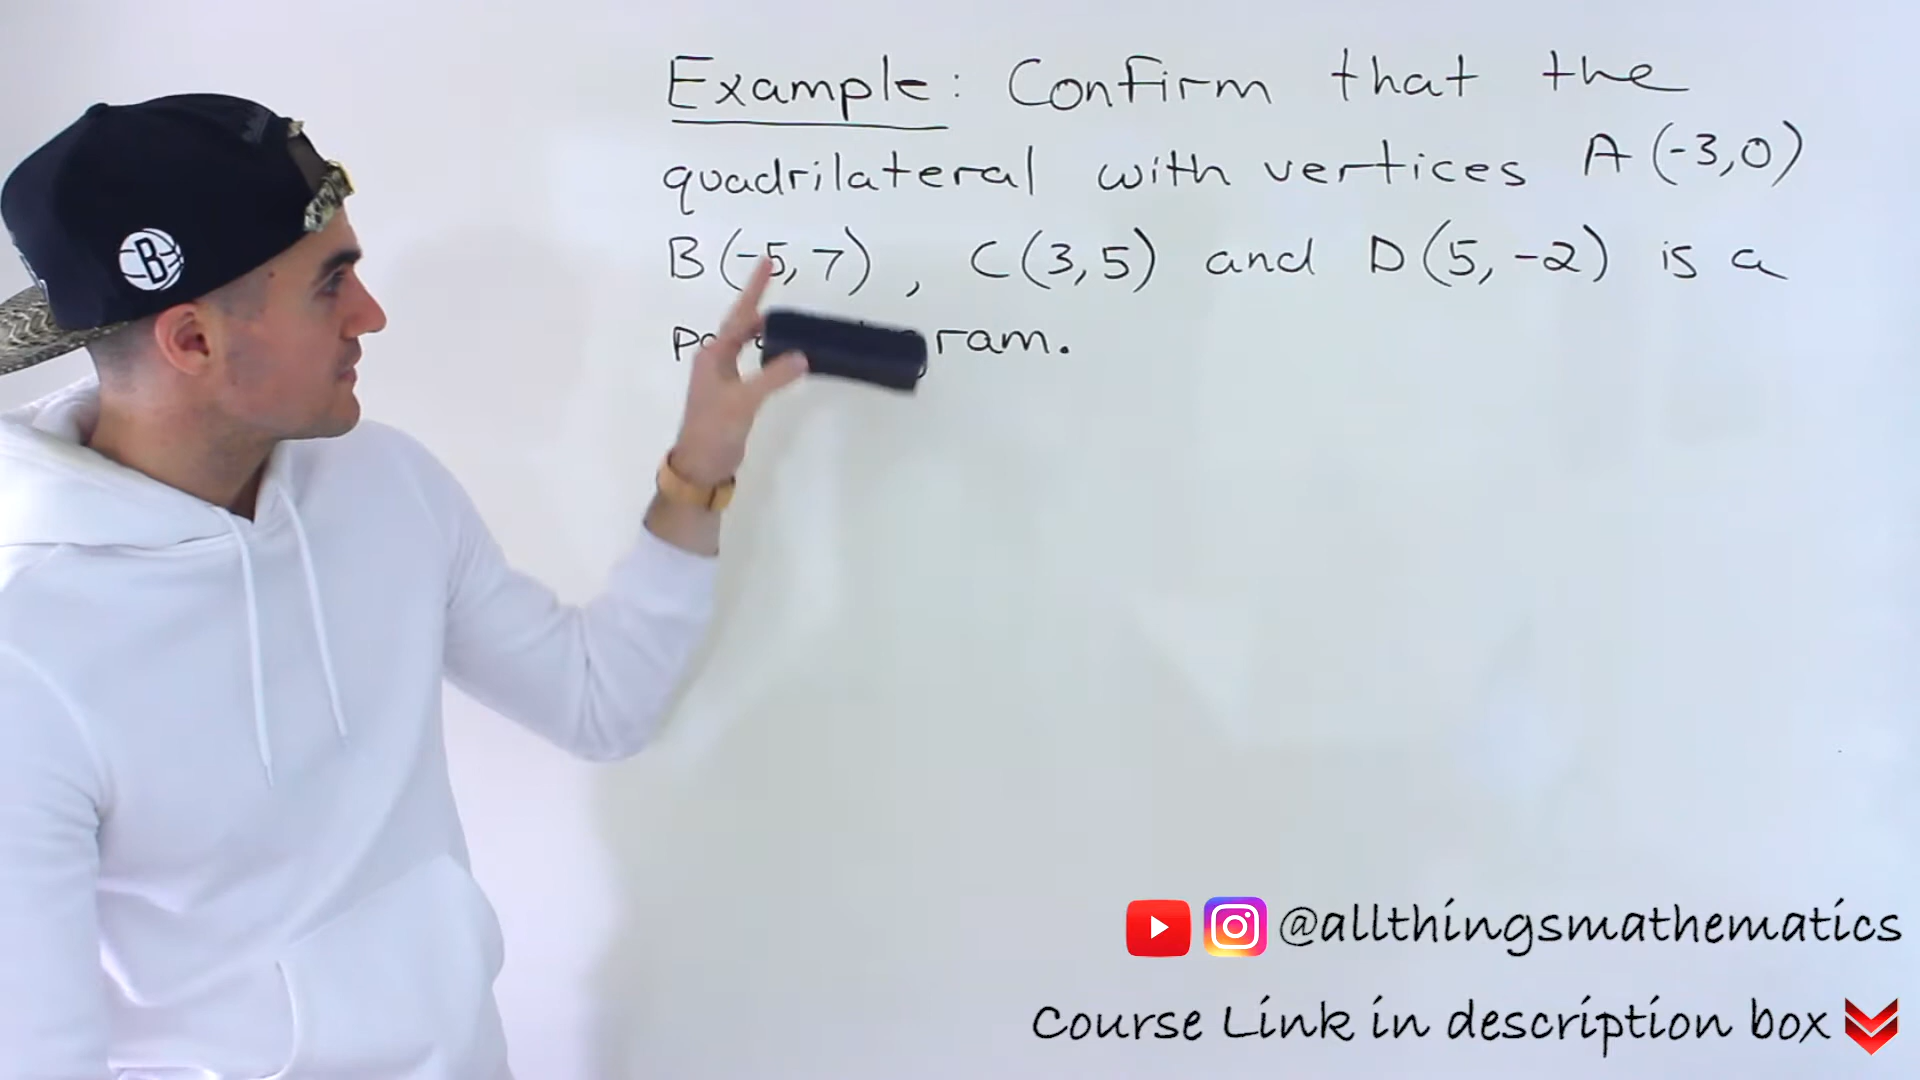 Example: Confirm that the
quadrilateral with vertices A(-3,0)
B(-5,7), C(3,5) and D(5,-2) is a
ram.
B
@allthingsmathematics
Course Link in description box